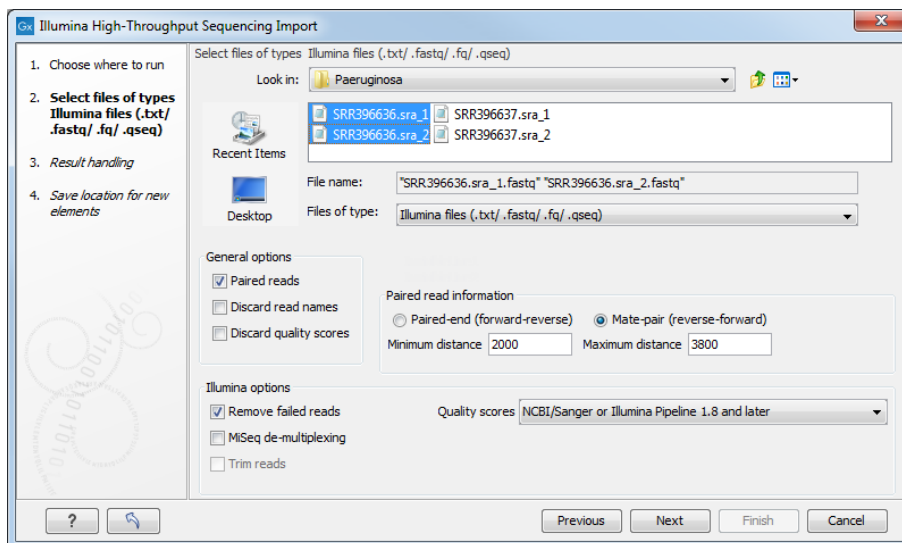 Gx Illumina High-Throughput Sequencing Import
1. Choose where to run
2. Select files of types
Illumina files (.txt/
.fastq/ .fq/ .qseq)
3. Result handling
4. Save location for new
elements
Select files of types Illumina files (.txt/ .fastq/ .fq/ .qseq)
Look in: Paeruginosa
Recent Items
Desktop
SRR396636.sra_1 SRR396637.sra_1
SRR396636.sra_2 SRR396637.sra_2
File name: "SRR396636.sra_1.fastq" "SRR396636.sra_2.fastq"
Files of type: Illumina files (.txt/ .fastq/ .fq/ .qseq)
General options
Paired reads
Discard read names
Discard quality scores
Paired read information
Paired-end (forward-reverse) Mate-pair (reverse-forward)
Minimum distance 2000 Maximum distance 3800
Illumina options
Remove failed reads Quality scores NCBI/Sanger or Illumina Pipeline 1.8 and later
MiSeq de-multiplexing
Trim reads
? Previous Next Finish Cancel